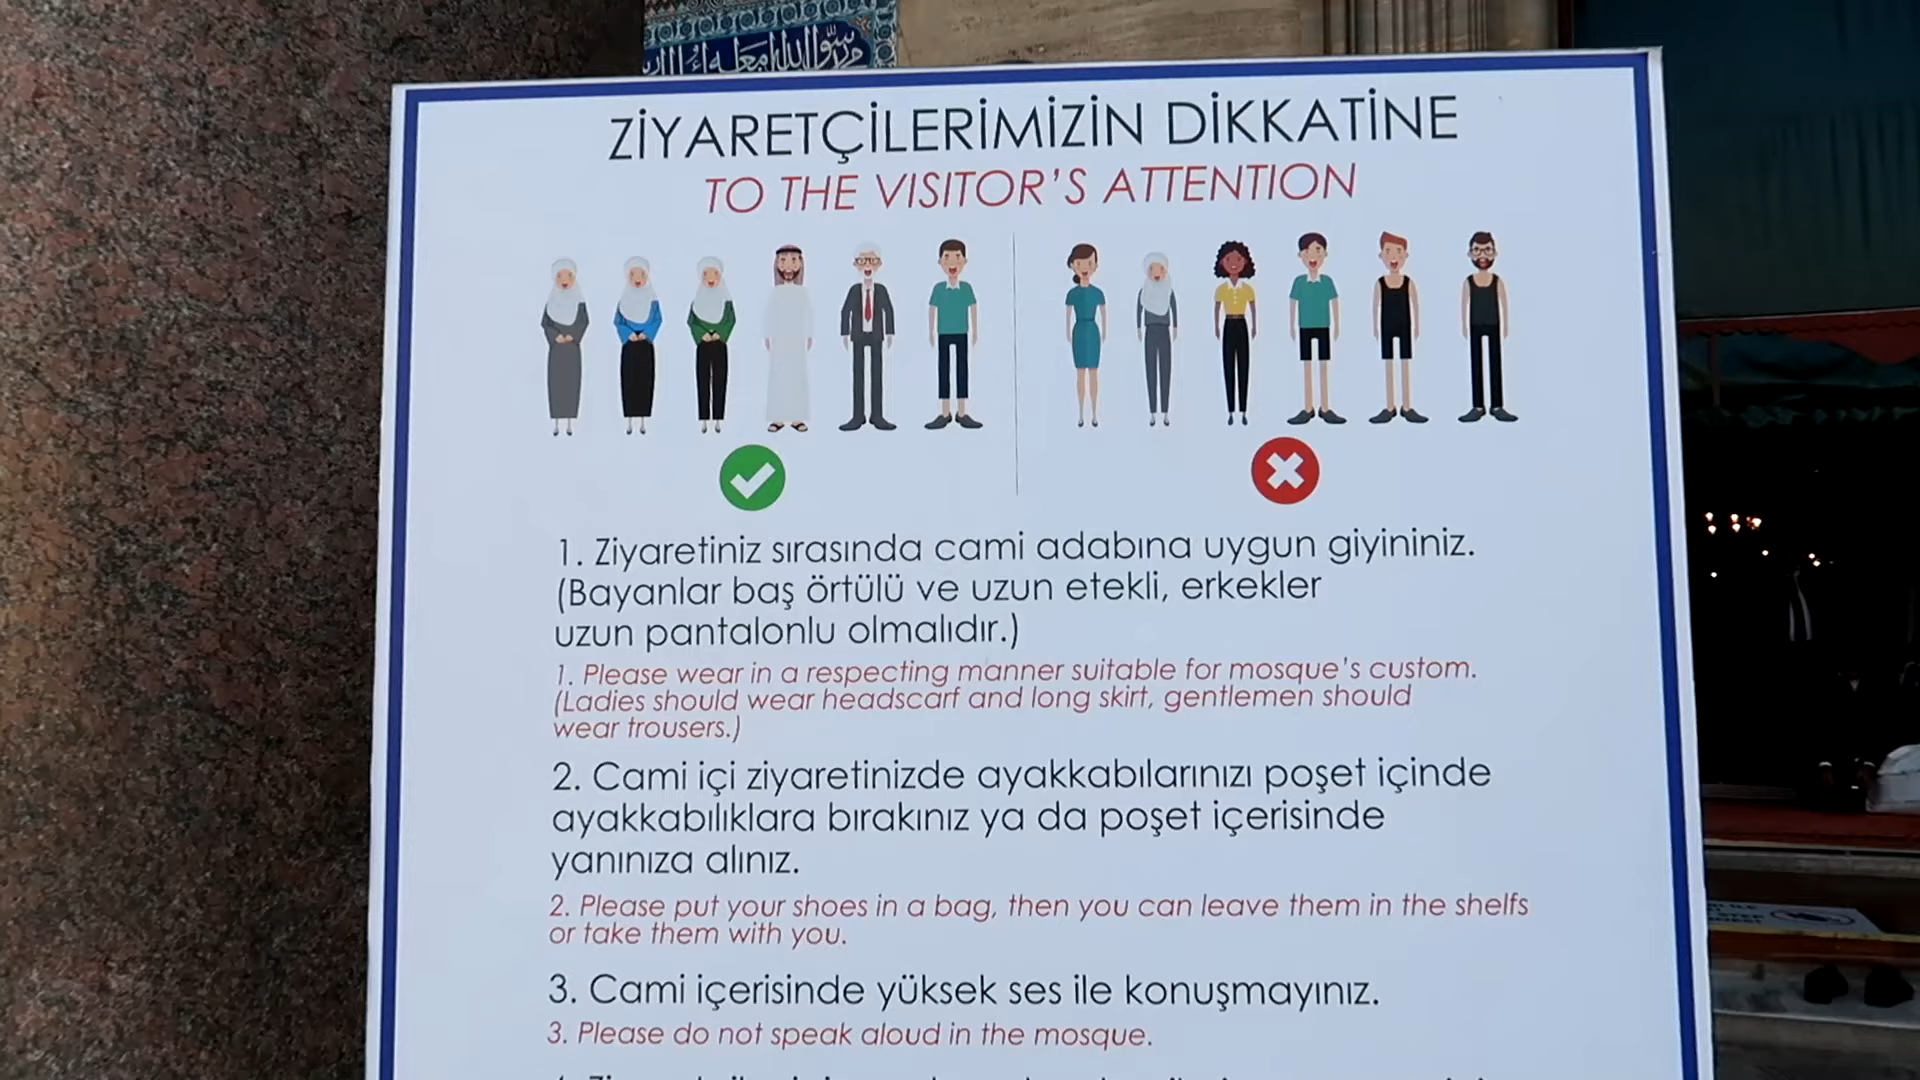 ZİYARETÇİLERİMİZİN DİKKATİNE
TO THE VISITOR'S ATTENTION
1. Ziyaretiniz sırasında cami adabına uygun giyininiz.
(Bayanlar baş örtülü ve uzun etekli, erkekler
uzun pantalonlu olmalıdır.)
1. Please wear in a respecting manner suitable for mosque's custom.
(Ladies should wear headscarf and long skirt, gentlemen should
wear trousers.)
2. Cami içi ziyaretinizde ayakkabılarınızı poşet içinde
ayakkabılıklara bırakınız ya da poşet içerisinde
yanınıza alınız.
2. Please put your shoes in a bag, then you can leave them in the shelfs
or take them with you.
3. Cami içerisinde yüksek ses ile konuşmayınız.
3. Please do not speak aloud in the mosque.